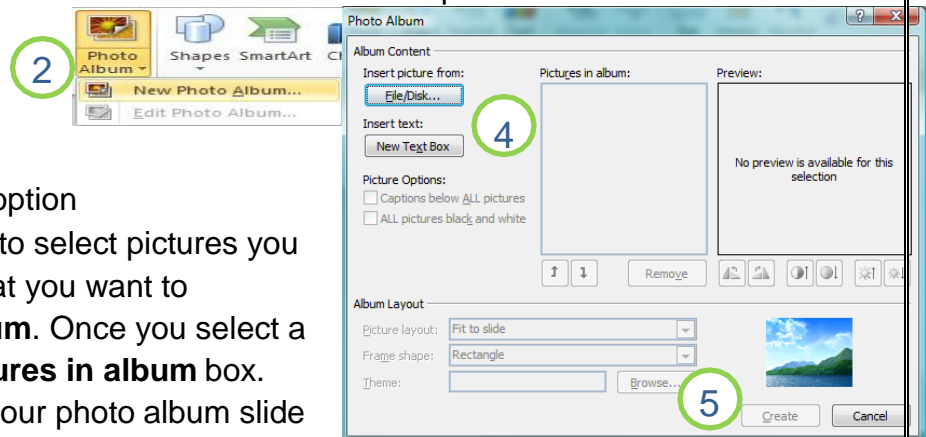 Photo
Album
Shapes SmartArt
2
New Photo Album...
Edit Photo Album...
option
to select pictures you
at you want to
um. Once you select a
ures in album box.
our photo album slide
Photo Album
?
X
Album Content
Insert picture from:
File/Disk...
Insert text:
New Text Box
4
Picture Options:
Captions below ALL pictures
ALL pictures black and white
Pictures in album:
Remove
Preview:
No preview is available for this
selection
Album Layout
Picture layout: Fit to slide
Frame shape: Rectangle
Theme:
Browse...
5
Create
Cancel